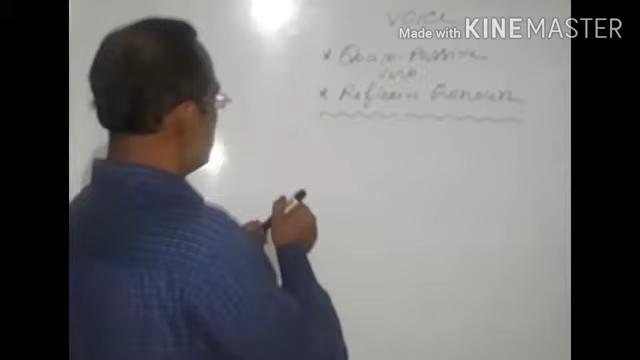 VOICE
Made with KINEMASTER
* Quasi-Passive
* Reflexive Pronoun